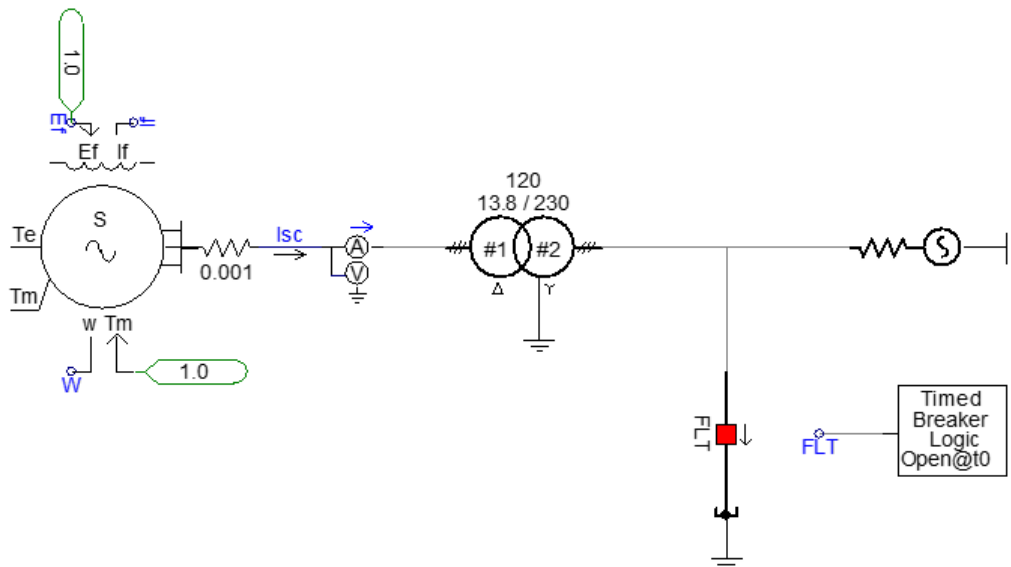 1.0
Ef
If
Ef If
S
Te
Tm
w Tm
W
1.0
0.001
Isc
A
V
120
13.8 / 230
#1 #2
Δ
Y
S
FLT
FLT
Timed
Breaker
Logic
Open@t0